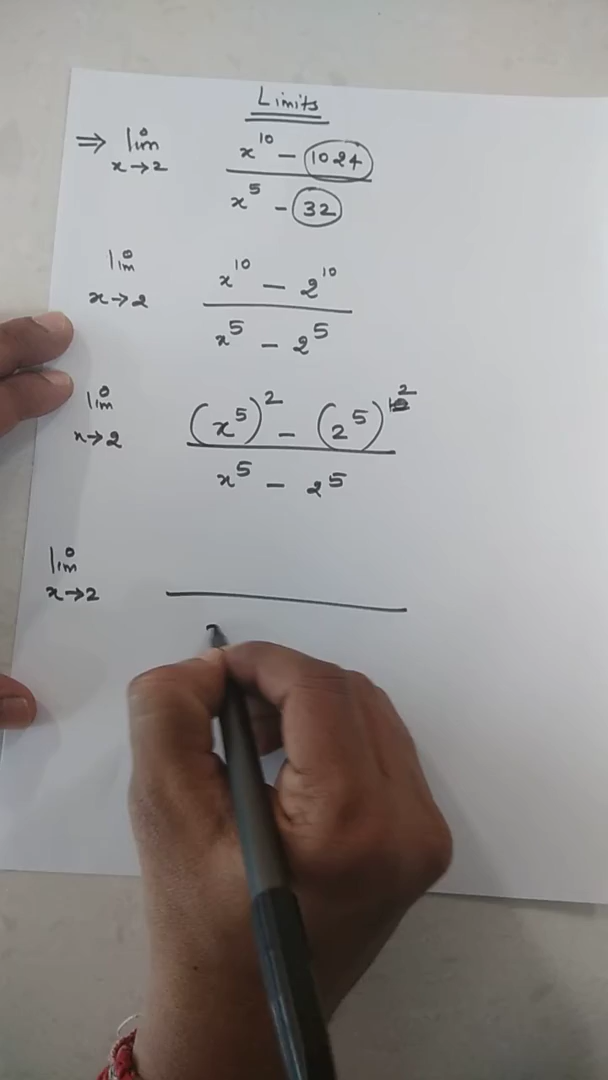 Limits
⇒ lim x→2 (x^10 - 1024)/(x^5 - 32)
lim x→2 (x^10 - 2^10)/(x^5 - 2^5)
lim x→2 ((x^5)^2 - (2^5)^2)/(x^5 - 2^5)
lim x→2